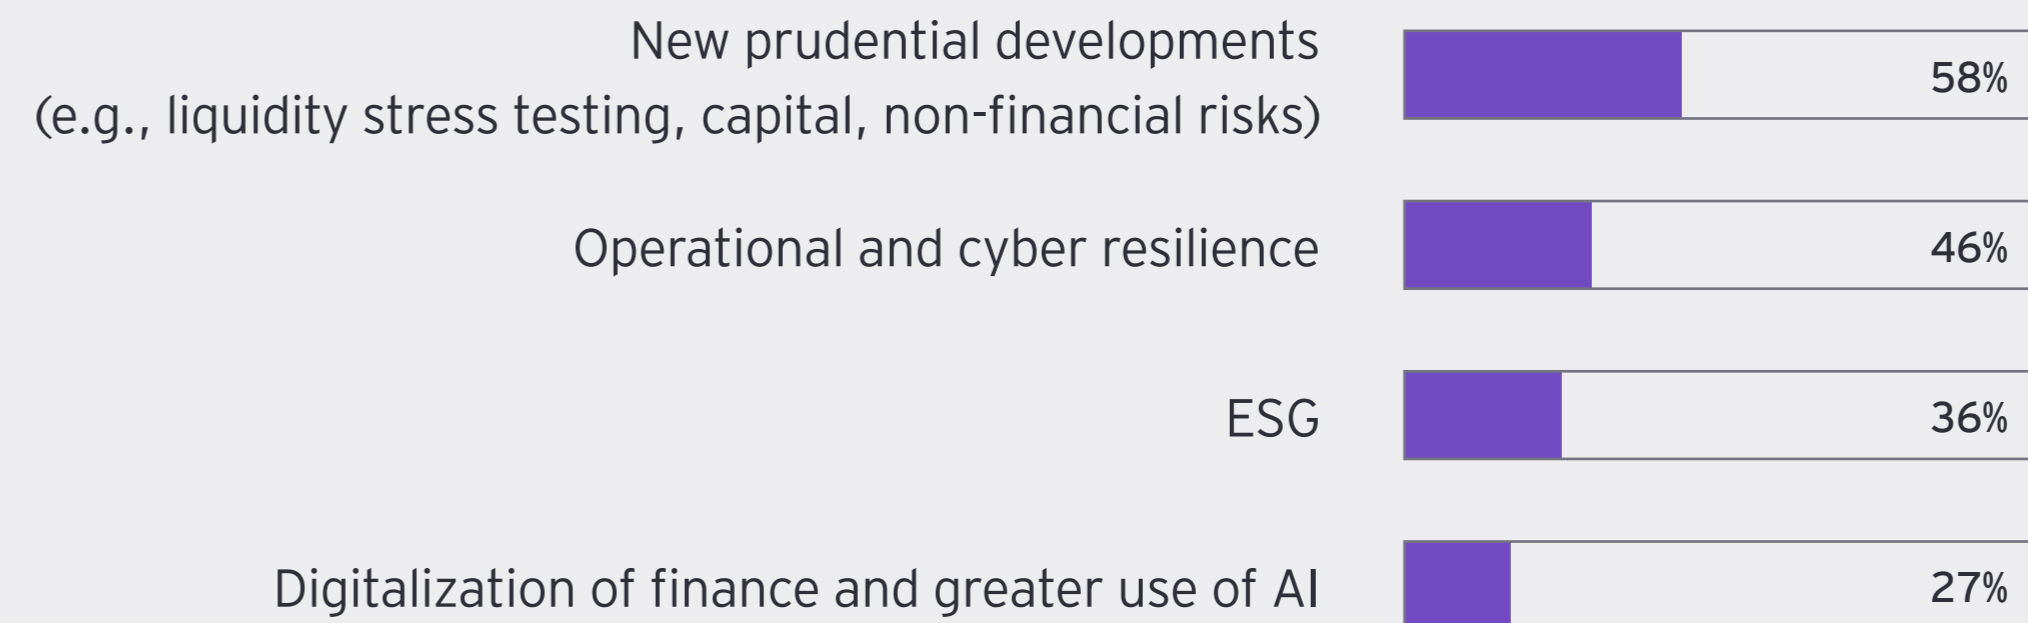 New prudential developments
(e.g., liquidity stress testing, capital, non-financial risks)
58%
Operational and cyber resilience
46%
ESG
36%
Digitalization of finance and greater use of AI
27%